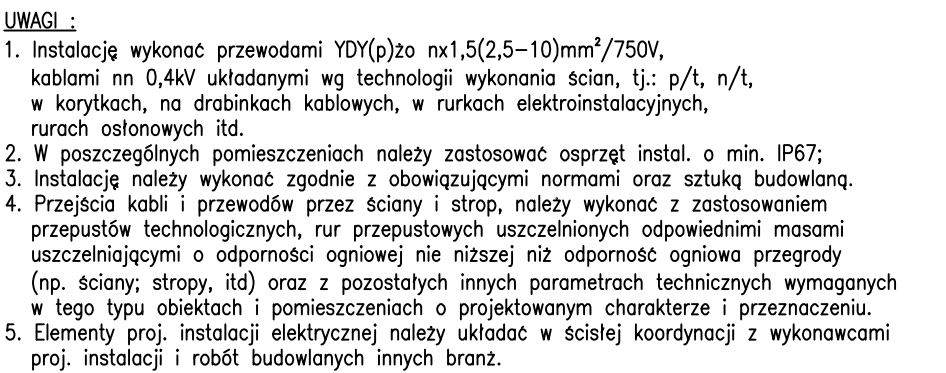 UWAGI :
1. Instalację wykonać przewodami YDY(p)żo nx1,5(2,5-10)mm²/750V,
kablami nn 0,4kV układanymi wg technologii wykonania ścian, tj.: p/t, n/t,
w korytkach, na drabinkach kablowych, w rurkach elektroinstalacyjnych,
rurach osłonowych itd.
2. W poszczególnych pomieszczeniach należy zastosować osprzęt instal. o min. IP67;
3. Instalację należy wykonać zgodnie z obowiązującymi normami oraz sztuką budowlaną.
4. Przejścia kabli i przewodów przez ściany i strop, należy wykonać z zastosowaniem
przepustów technologicznych, rur przepustowych uszczelnionych odpowiednimi masami
uszczelniającymi o odporności ogniowej nie niższej niż odporność ogniowa przegrody
(np. ściany; stropy, itd) oraz z pozostałych innych parametrach technicznych wymaganych
w tego typu obiektach i pomieszczeniach o projektowanym charakterze i przeznaczeniu.
5. Elementy proj. instalacji elektrycznej należy układać w ścisłej koordynacji z wykonawcami
proj. instalacji i robót budowlanych innych branż.